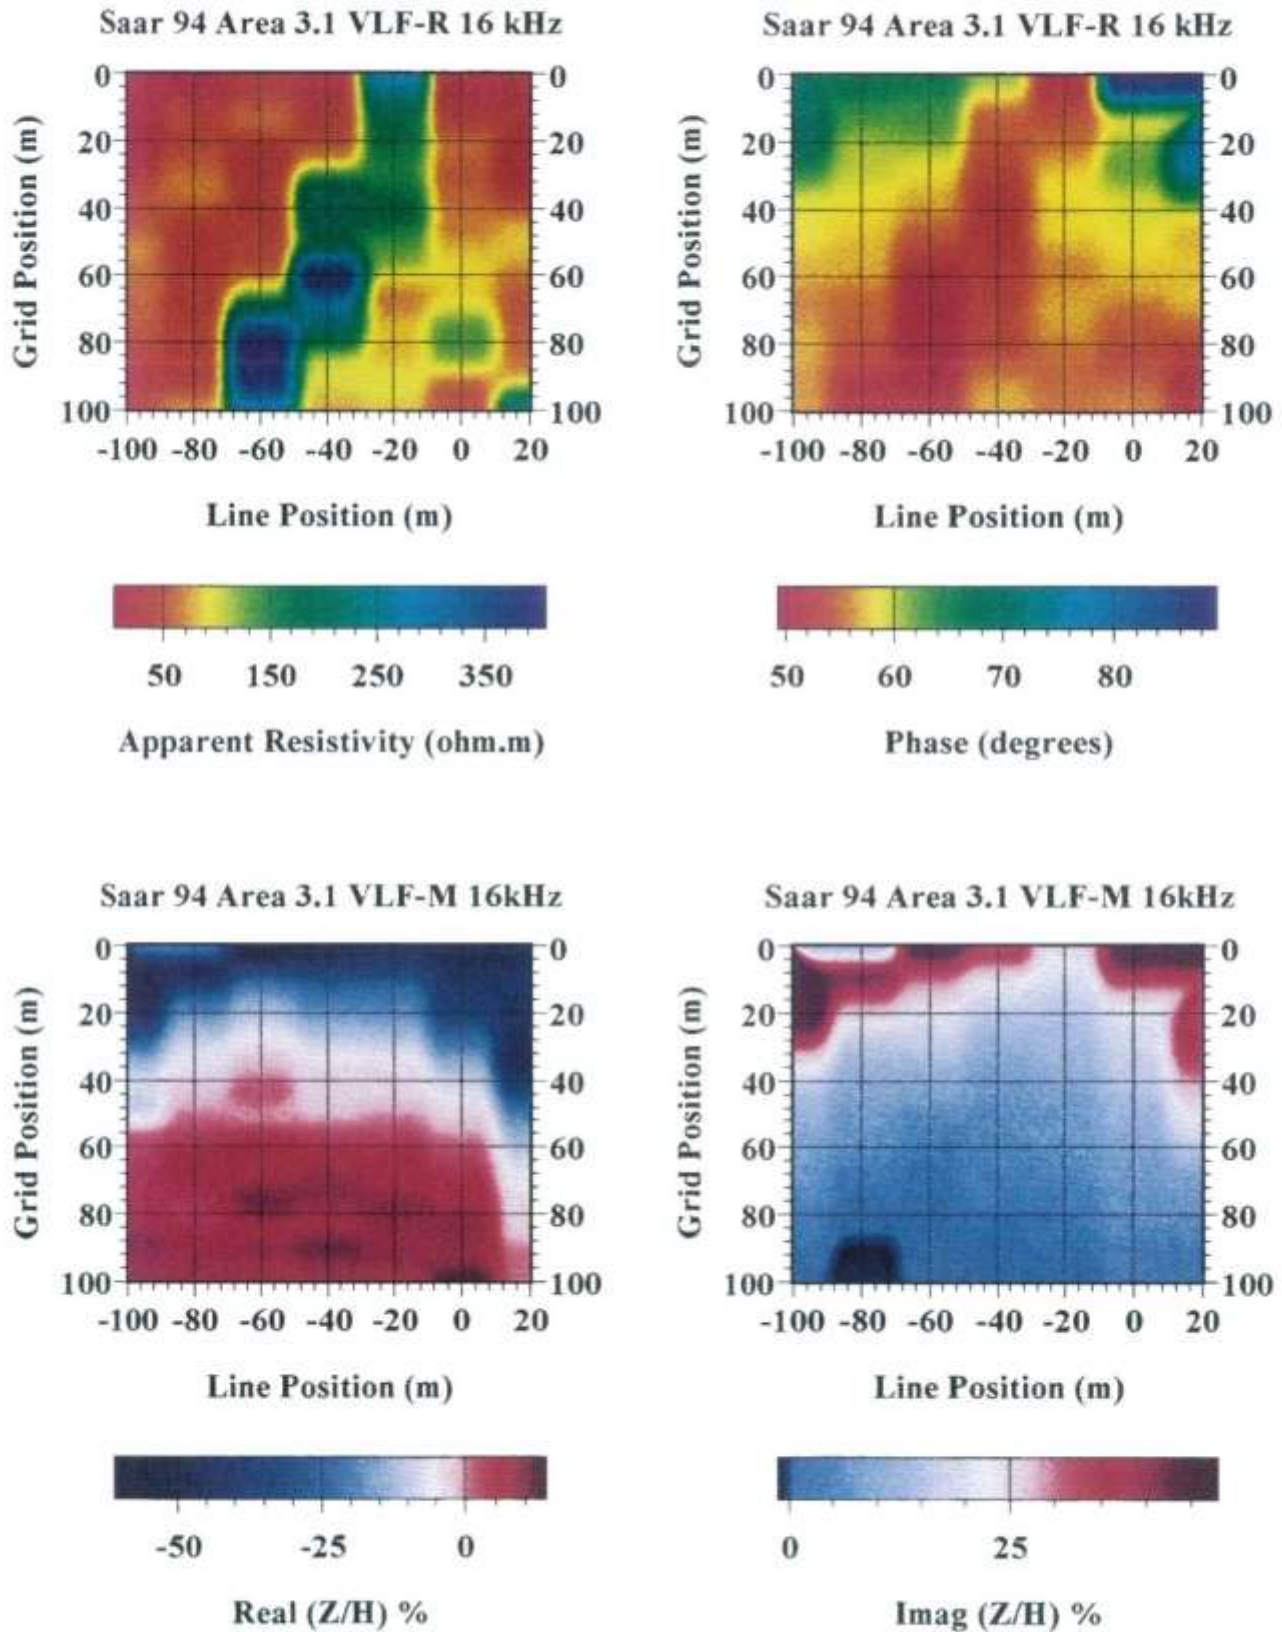 Saar 94 Area 3.1 VLF-R 16 kHz
Grid Position (m)
0 0
20 20
40 40
60 60
80 80
100 100
-100 -80 -60 -40 -20 0 20
Line Position (m)
50 150 250 350
Apparent Resistivity (ohm.m)
Saar 94 Area 3.1 VLF-R 16 kHz
Grid Position (m)
0 0
20 20
40 40
60 60
80 80
100 100
-100 -80 -60 -40 -20 0 20
Line Position (m)
50 60 70 80
Phase (degrees)
Saar 94 Area 3.1 VLF-M 16kHz
Grid Position (m)
0 0
20 20
40 40
60 60
80 80
100 100
-100 -80 -60 -40 -20 0 20
Line Position (m)
-50 -25 0
Real (Z/H) %
Saar 94 Area 3.1 VLF-M 16kHz
Grid Position (m)
0 0
20 20
40 40
60 60
80 80
100 100
-100 -80 -60 -40 -20 0 20
Line Position (m)
0 25
Imag (Z/H) %